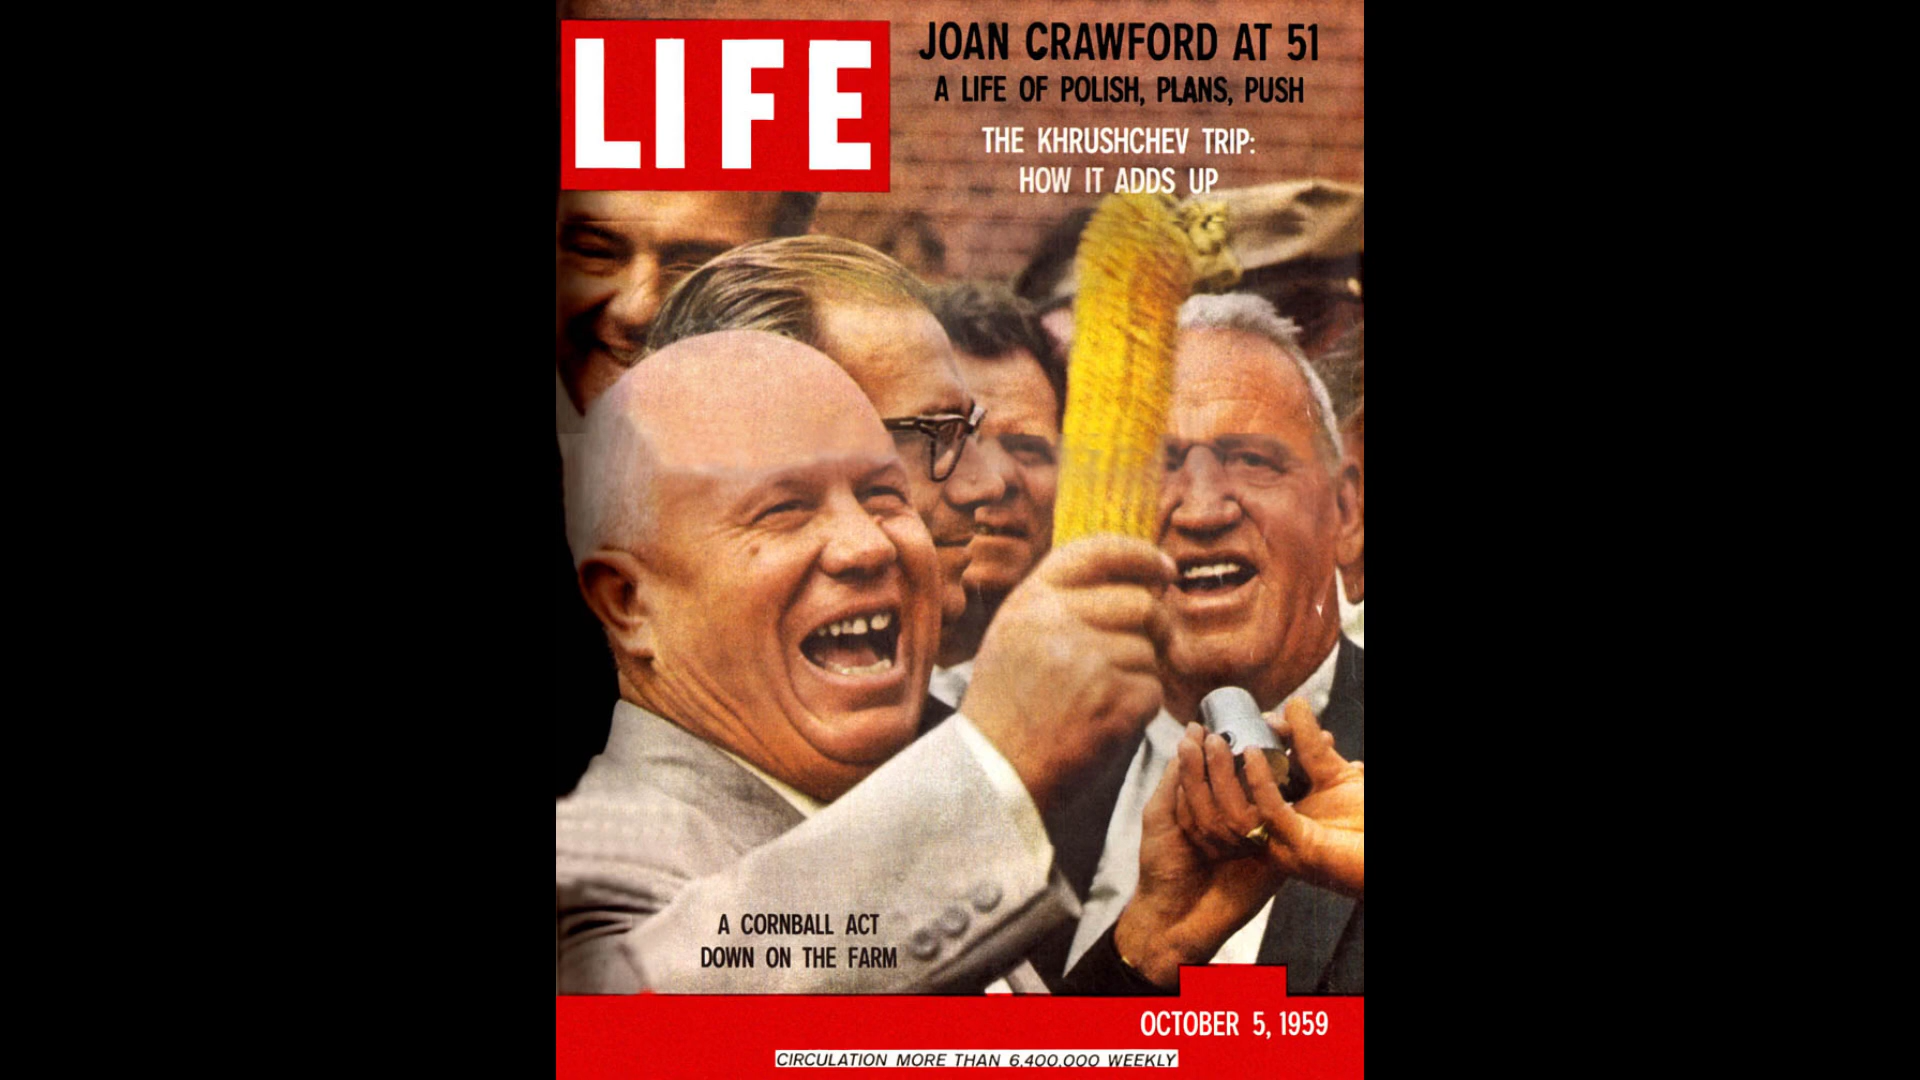 LIFE
JOAN CRAWFORD AT 51
A LIFE OF POLISH, PLANS, PUSH
THE KHRUSHCHEV TRIP:
HOW IT ADDS UP
A CORNBALL ACT
DOWN ON THE FARM
OCTOBER 5, 1959
CIRCULATION MORE THAN 6,400,000 WEEKLY